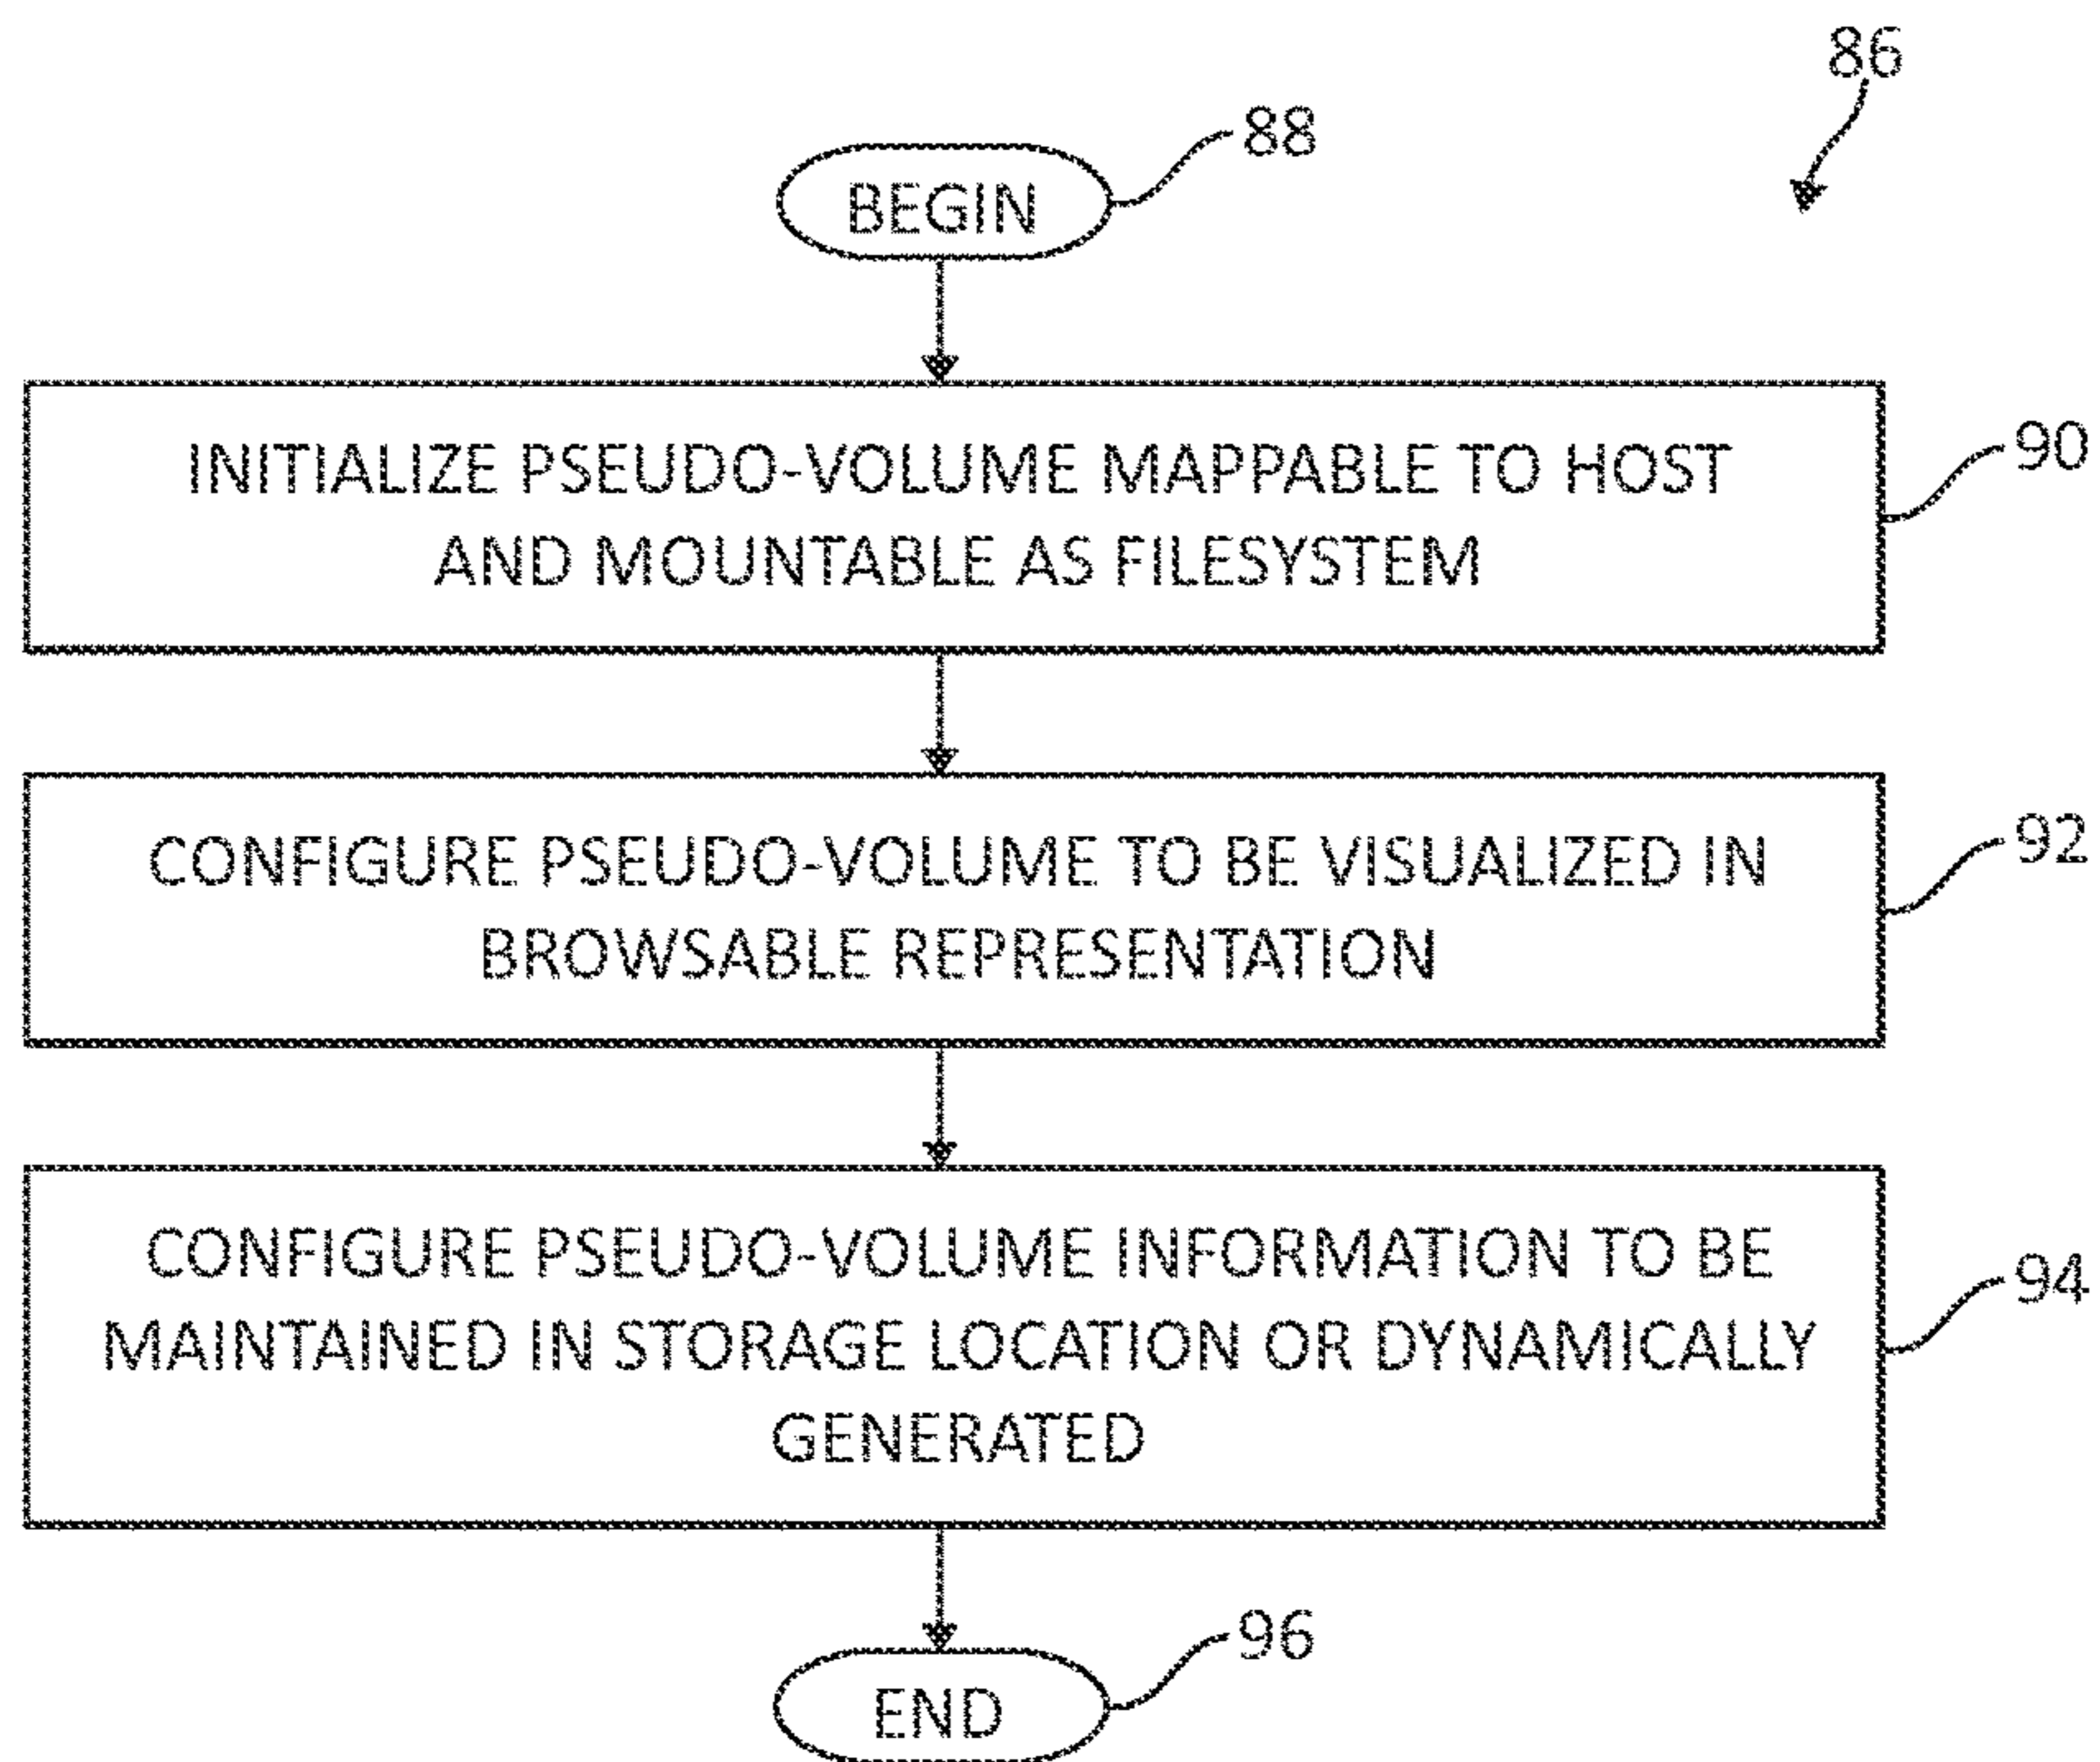 86
BEGIN
88
INITIALIZE PSEUDO-VOLUME MAPPABLE TO HOST
AND MOUNTABLE AS FILESYSTEM
90
CONFIGURE PSEUDO-VOLUME TO BE VISUALIZED IN
BROWSABLE REPRESENTATION
92
CONFIGURE PSEUDO-VOLUME INFORMATION TO BE
MAINTAINED IN STORAGE LOCATION OR DYNAMICALLY
GENERATED
94
END
96